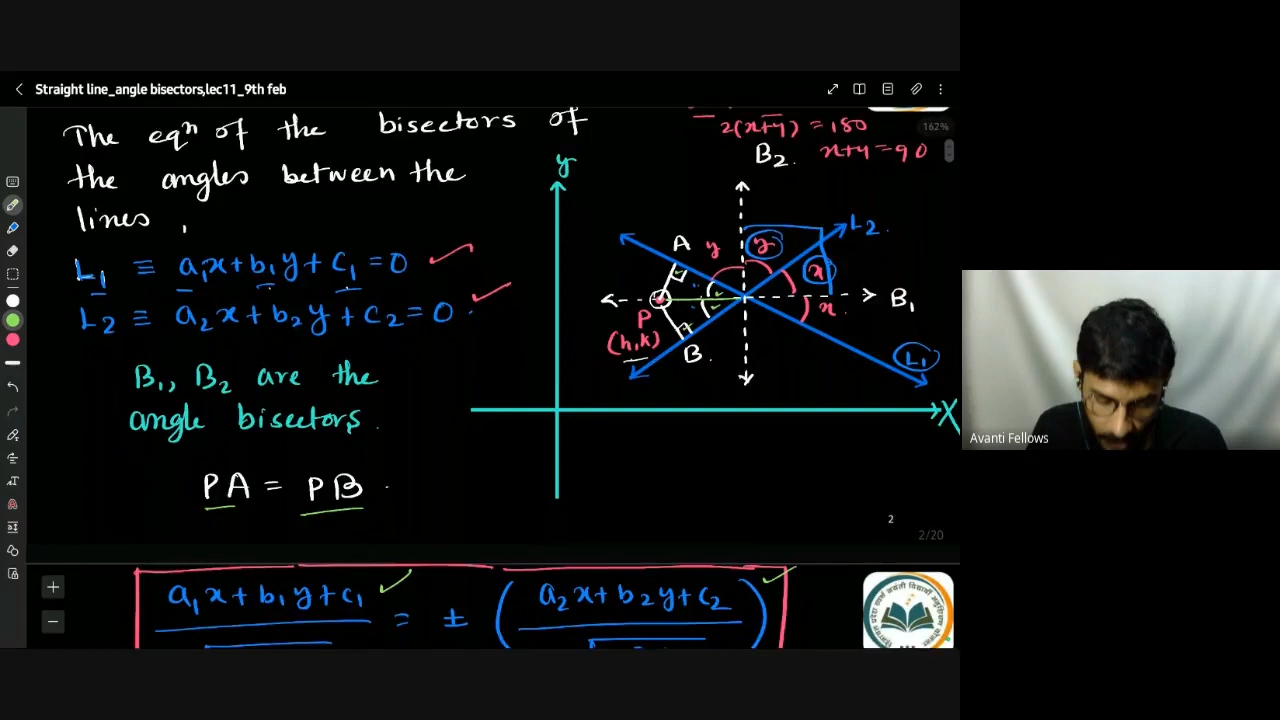 Straight line_angle bisectors,lec11_9th feb
162%
The eqⁿ of the bisectors of
the angles between the
lines,
L₁ ≡ a₁x+b₁y+c₁=0
L₂ ≡ a₂x+b₂y+c₂=0.
B₁, B₂ are the
angle bisectors.
PA = PB.
2(x+y) = 180
x+y=90
B₂.
y
L₂.
A
y
y
x
B₁
x
P
(h,k)
B.
L₁
X
2
2/20
a₁x+b₁y+c₁
= ± (a₂x+b₂y+c₂)
Avanti Fellows